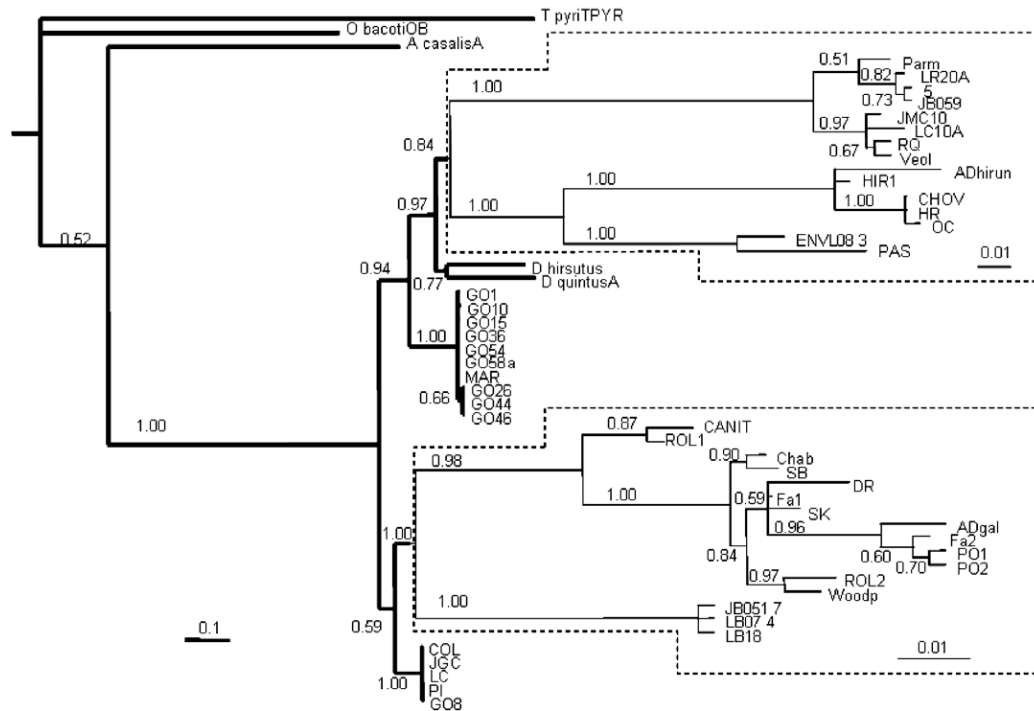 T pyriTPYR
O bacotiOB
A casalisA
0.51
Parm
0.82
LR20A
1.00
5
0.73
JB059
JMC10
0.97
LC10A
0.84
RQ
0.67
Veol
1.00
ADhirun
HIR1
0.97
1.00
CHOV
1.00
HR
OC
0.52
1.00
ENVL08 3
PAS
0.01
0.94
0.77
D hirsutus
D quintusA
GO1
GO10
GO15
1.00
GO36
GO54
GO58a
MAR
0.66
GO26
GO44
GO46
1.00
0.87
CANIT
ROL1
0.98
0.90
Chab
SB
1.00
0.59
DR
Fa1
SK
1.00
0.96
ADgal
0.84
Fa2
0.60
PO1
0.70
PO2
0.97
ROL2
Woodp
1.00
JB051.7
0.1
0.59
LB07 4
LB18
0.01
COL
JGC
1.00
LC
PI
GO8